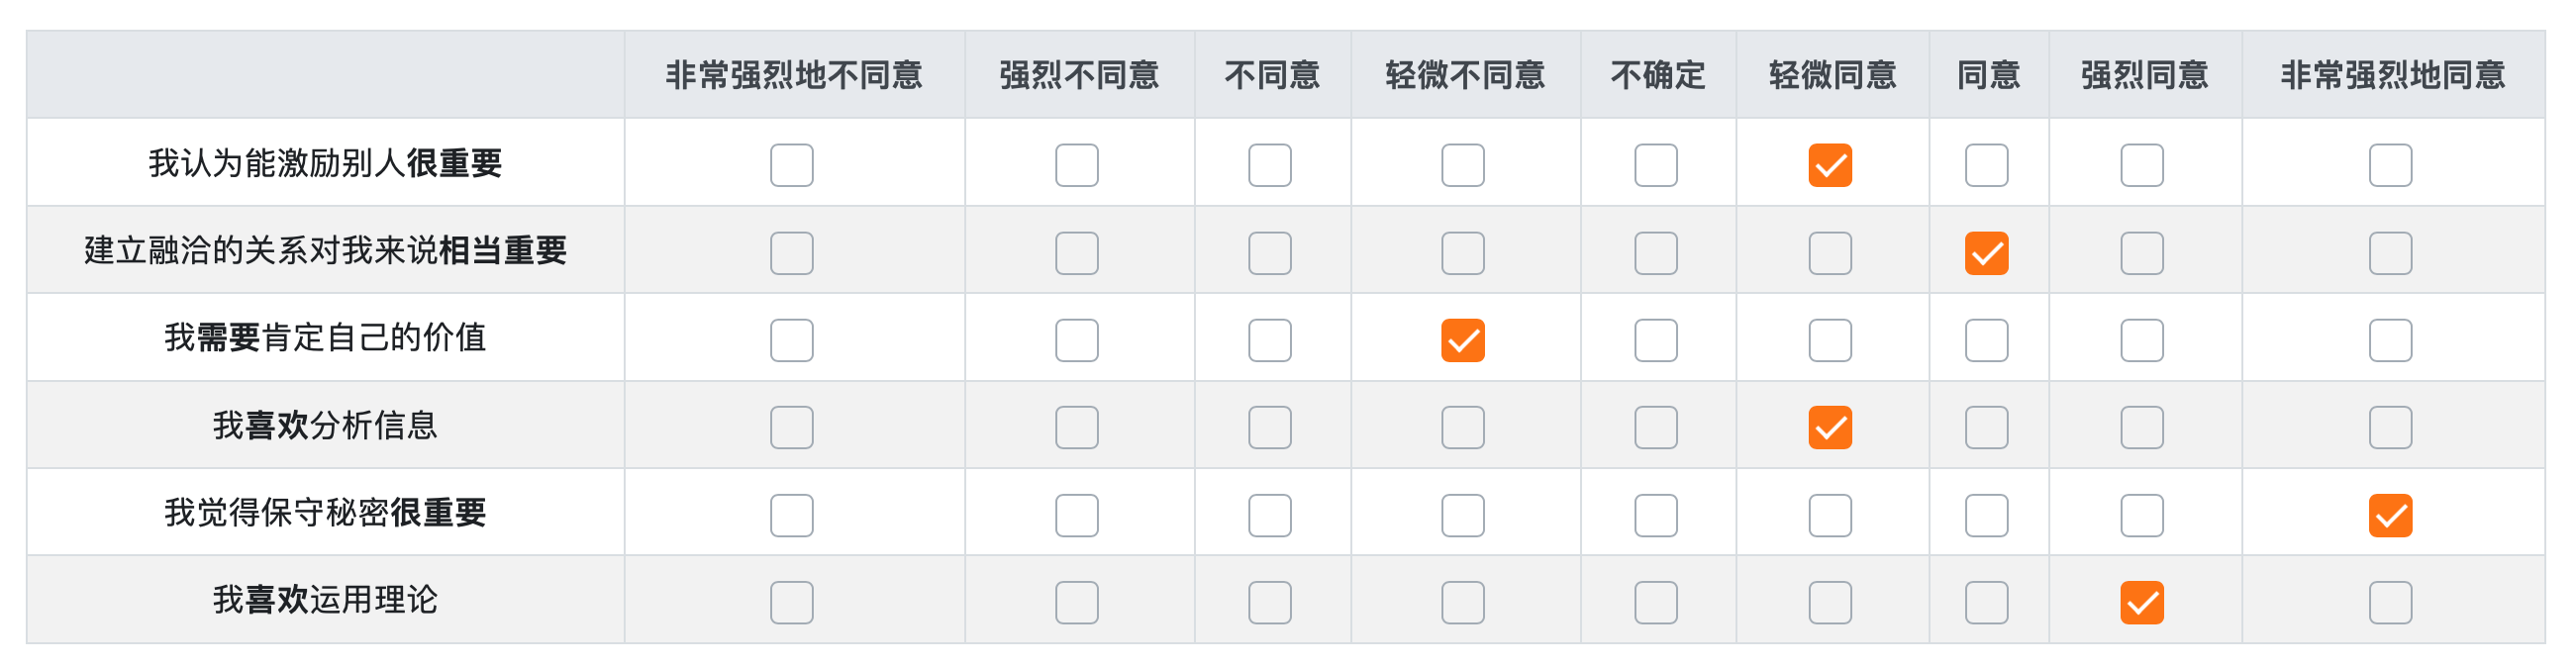 非常强烈地不同意 强烈不同意 不同意 轻微不同意 不确定 轻微同意 同意 强烈同意 非常强烈地同意
我认为能激励别人很重要
建立融洽的关系对我来说相当重要
我需要肯定自己的价值
我喜欢分析信息
我觉得保守秘密很重要
我喜欢运用理论